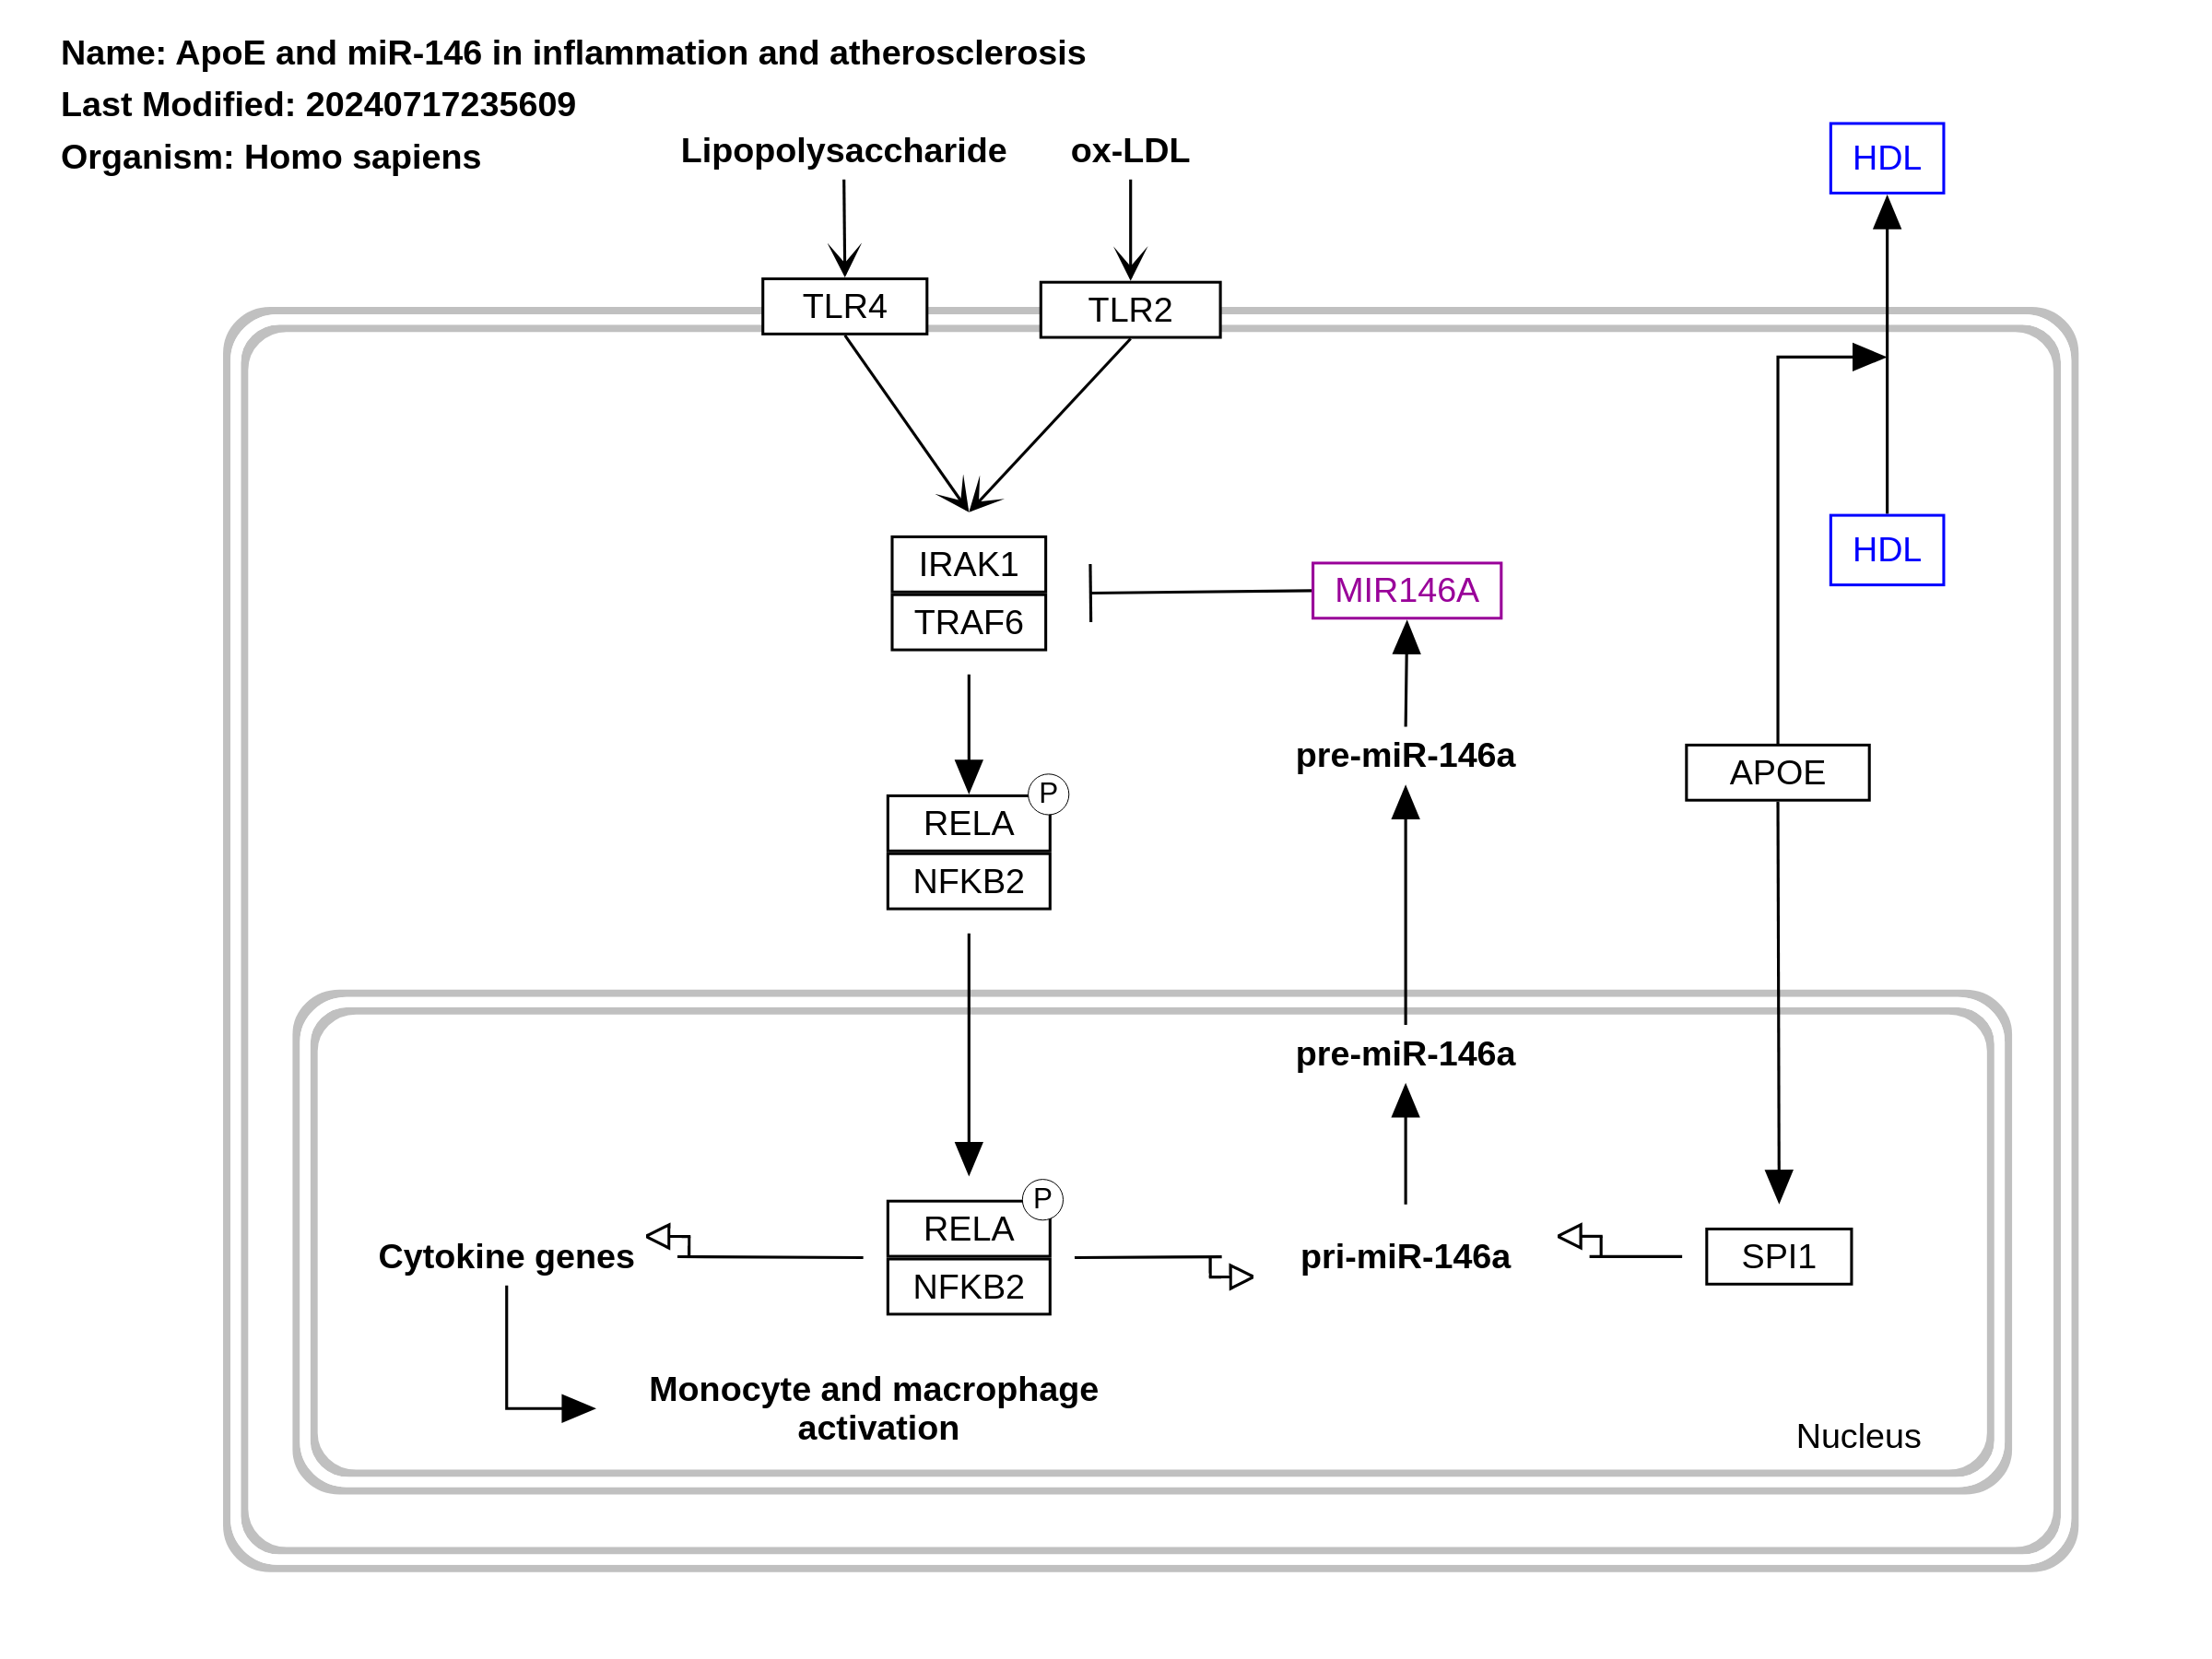 Name: ApoE and miR-146 in inflammation and atherosclerosis
Last Modified: 20240717235609
Organism: Homo sapiens
Lipopolysaccharide
ox-LDL
HDL
TLR4
TLR2
HDL
IRAK1
TRAF6
MIR146A
pre-miR-146a
APOE
P
RELA
NFKB2
pre-miR-146a
P
RELA
NFKB2
Cytokine genes
pri-miR-146a
SPI1
Monocyte and macrophage
activation
Nucleus